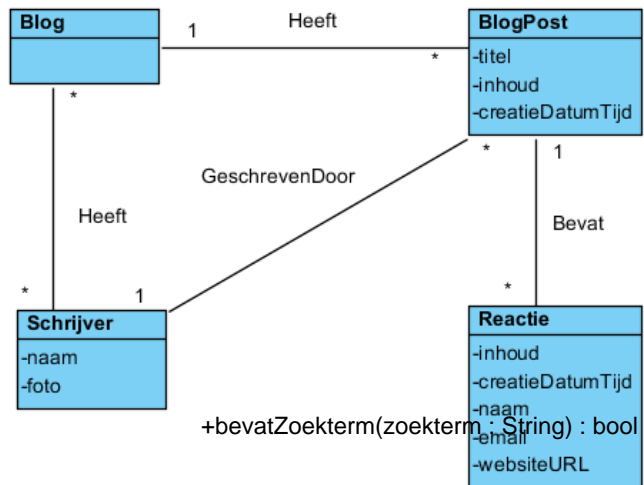 Blog
1
Heeft
*
BlogPost
-titel
-inhoud
-creatieDatumTijd
*
*
1
GeschrevenDoor
Heeft
Bevat
*
1
*
Schrijver
-naam
-foto
Reactie
-inhoud
-creatieDatumTijd
-naam
+bevatZoekterm(zoekterm : String) : bool
-email
-websiteURL